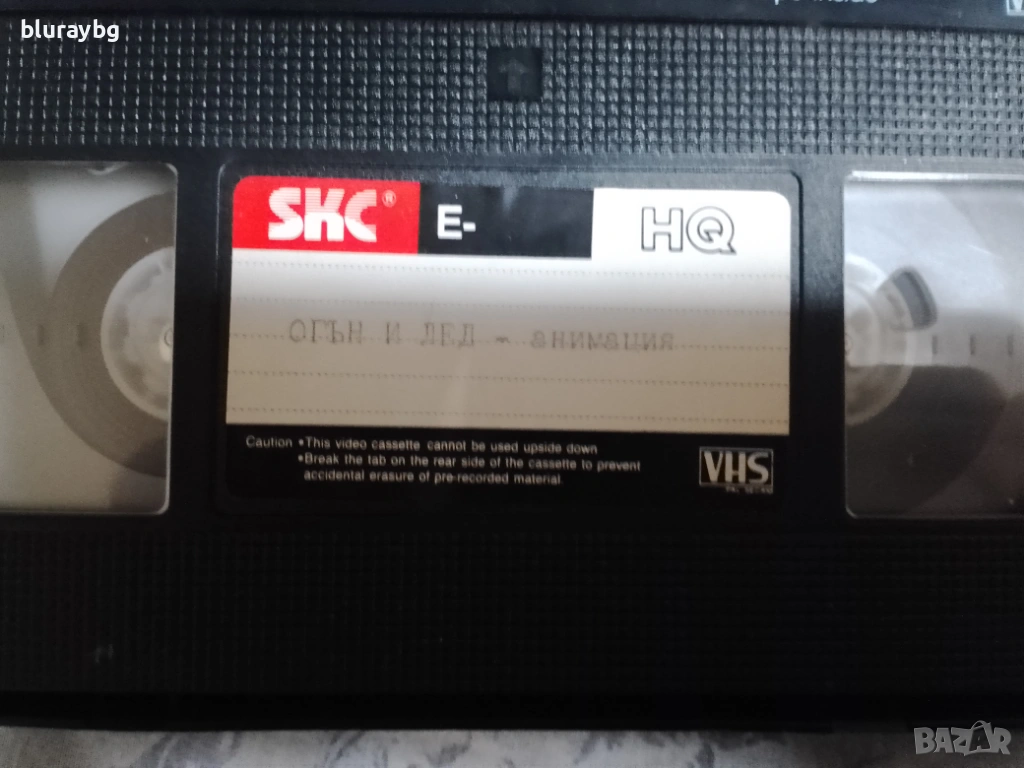 bluraybg
SKC® E- HQ
ОГЪН И ЛЕД - анимация
Caution •This video cassette cannot be used upside down
•Break the tab on the rear side of the cassette to prevent
accidental erasure of pre-recorded material.
VHS
BAZAR